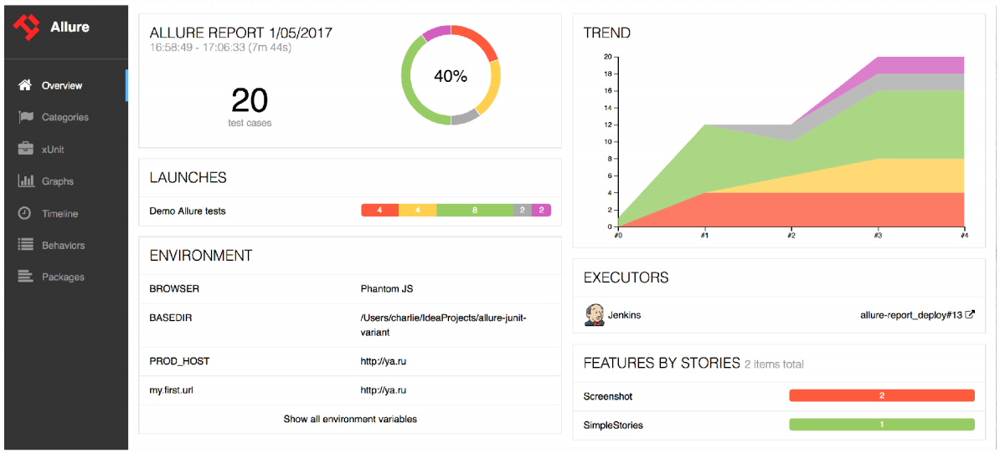 Allure
Overview
Categories
xUnit
Graphs
Timeline
Behaviors
Packages
ALLURE REPORT 1/05/2017
16:58:49 - 17:06:33 (7m 44s)
20
test cases
40%
LAUNCHES
Demo Allure tests
4 4 8 2 2
ENVIRONMENT
BROWSER Phantom JS
BASEDIR /Users/charlie/IdeaProjects/allure-junit-
variant
PROD_HOST http://ya.ru
my.first.url http://ya.ru
Show all environment variables
TREND
20
18
16
14
12
10
8
6
4
2
0
#0 #1 #2 #3 #4
EXECUTORS
Jenkins allure-report_deploy#13
FEATURES BY STORIES 2 items total
Screenshot 2
SimpleStories 1